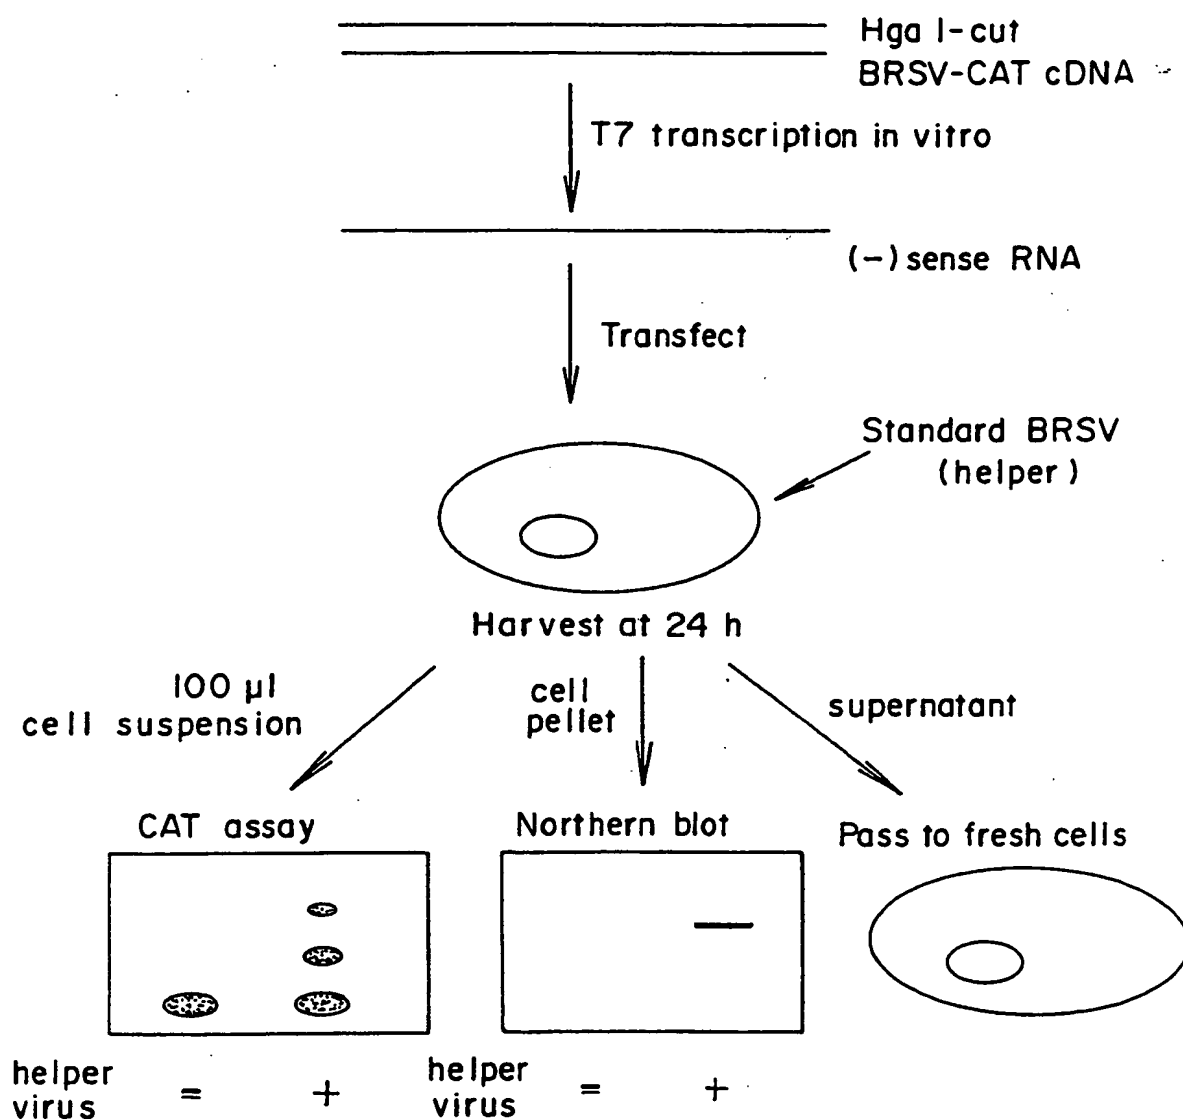 Hga I-cut
BRSV-CAT cDNA
T7 transcription in vitro
(-)sense RNA
Transfect
Standard BRSV
(helper)
Harvest at 24 h
100 µl
cell suspension
cell
pellet
supernatant
CAT assay
Northern blot
Pass to fresh cells
helper
virus = +
helper
virus = +